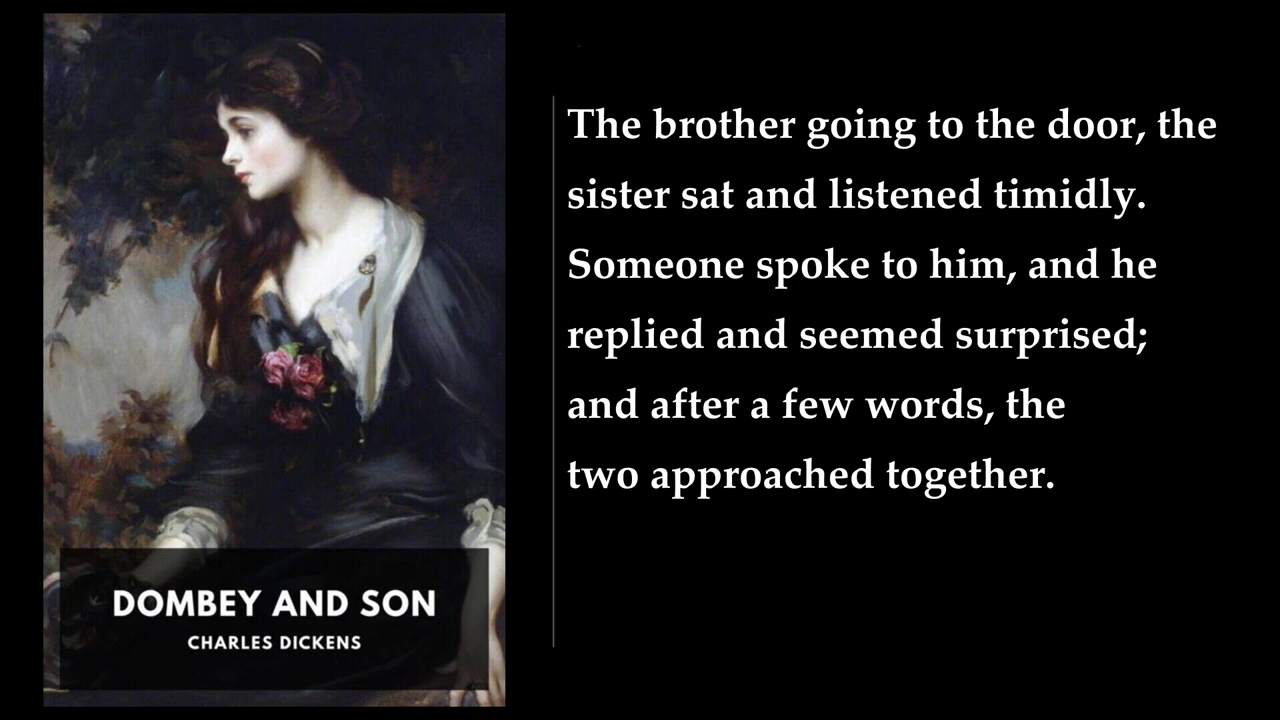 The brother going to the door, the
sister sat and listened timidly.
Someone spoke to him, and he
replied and seemed surprised;
and after a few words, the
two approached together.
DOMBEY AND SON
CHARLES DICKENS